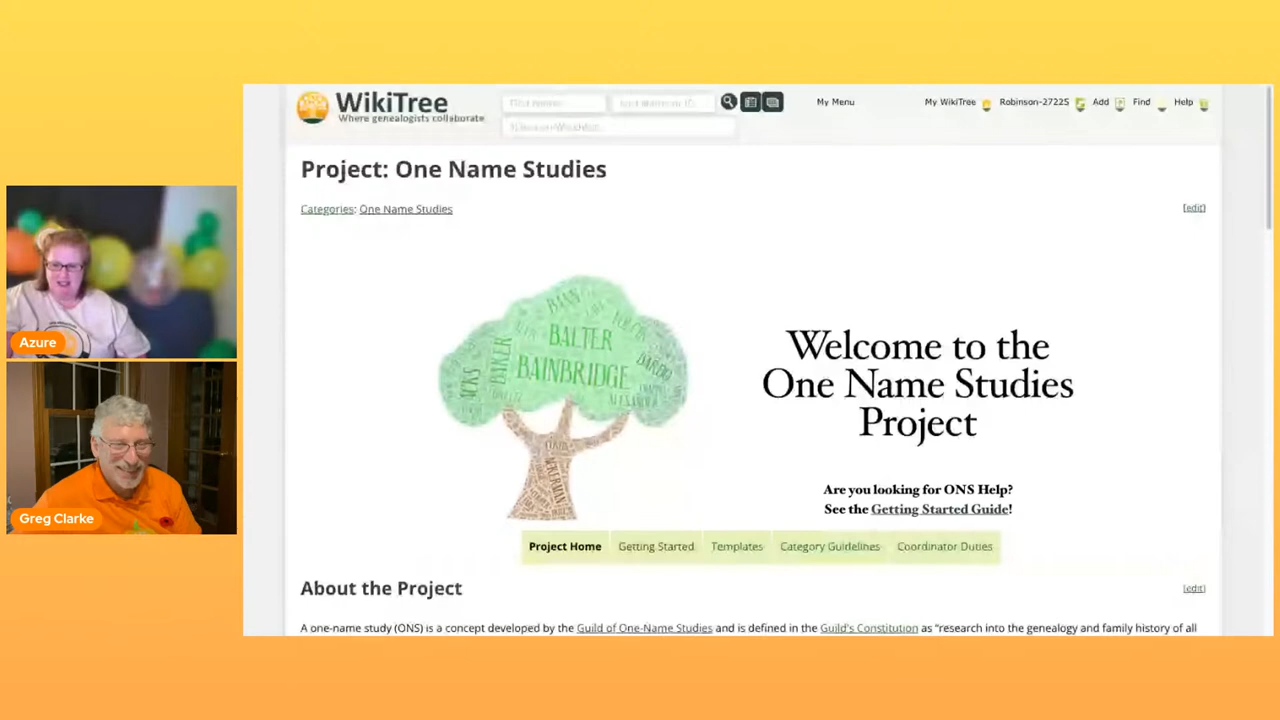 WikiTree
Where genealogists collaborate
My Menu
My WikiTree
Robinson-27225
Add
Find
Help
Project: One Name Studies
Categories: One Name Studies
[edit]
BALTER
BAINBRIDGE
BAKER
ACKERMAN
Welcome to the
One Name Studies
Project
Are you looking for ONS Help?
See the Getting Started Guide!
Project Home
Getting Started
Templates
Category Guidelines
Coordinator Duties
About the Project
[edit]
A one-name study (ONS) is a concept developed by the Guild of One-Name Studies and is defined in the Guild's Constitution as "research into the genealogy and family history of all
Azure
Greg Clarke